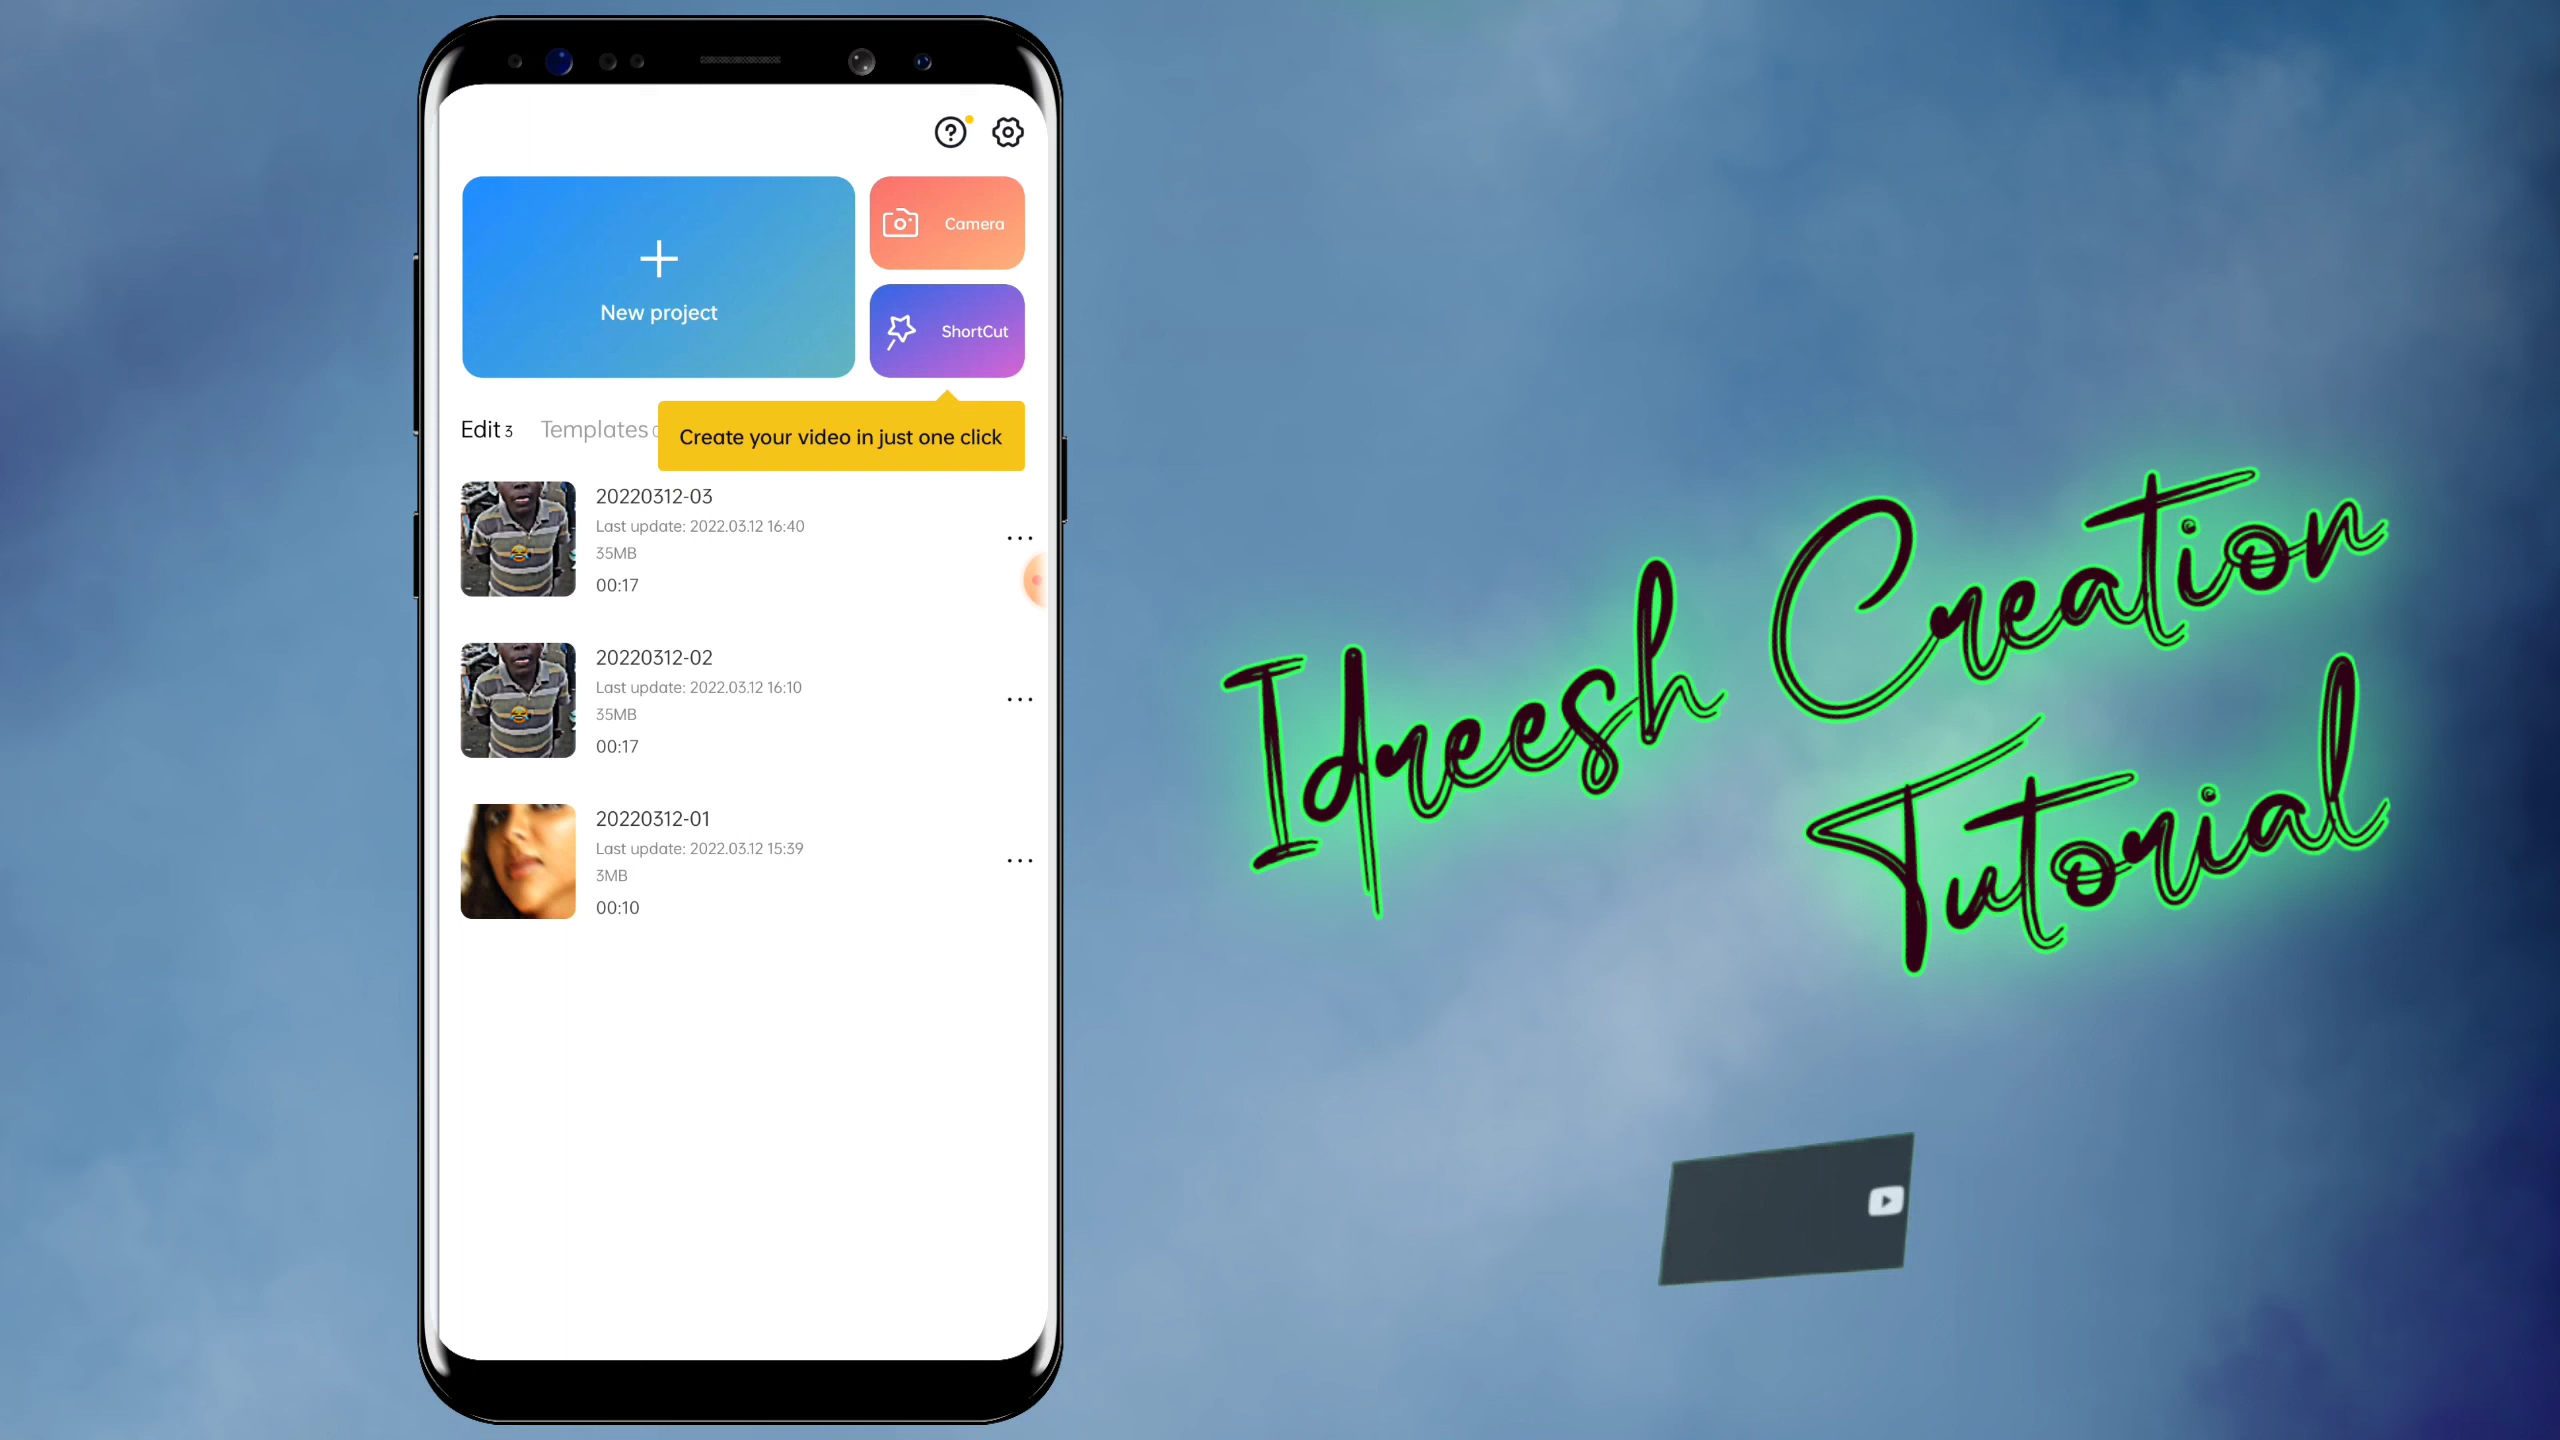 Camera
New project
ShortCut
Edit 3
Templates
Create your video in just one click
20220312-03
Last update: 2022.03.12 16:40
35MB
00:17
20220312-02
Last update: 2022.03.12 16:10
35MB
00:17
20220312-01
Last update: 2022.03.12 15:39
3MB
00:10
Idreesh Creation
Tutorial